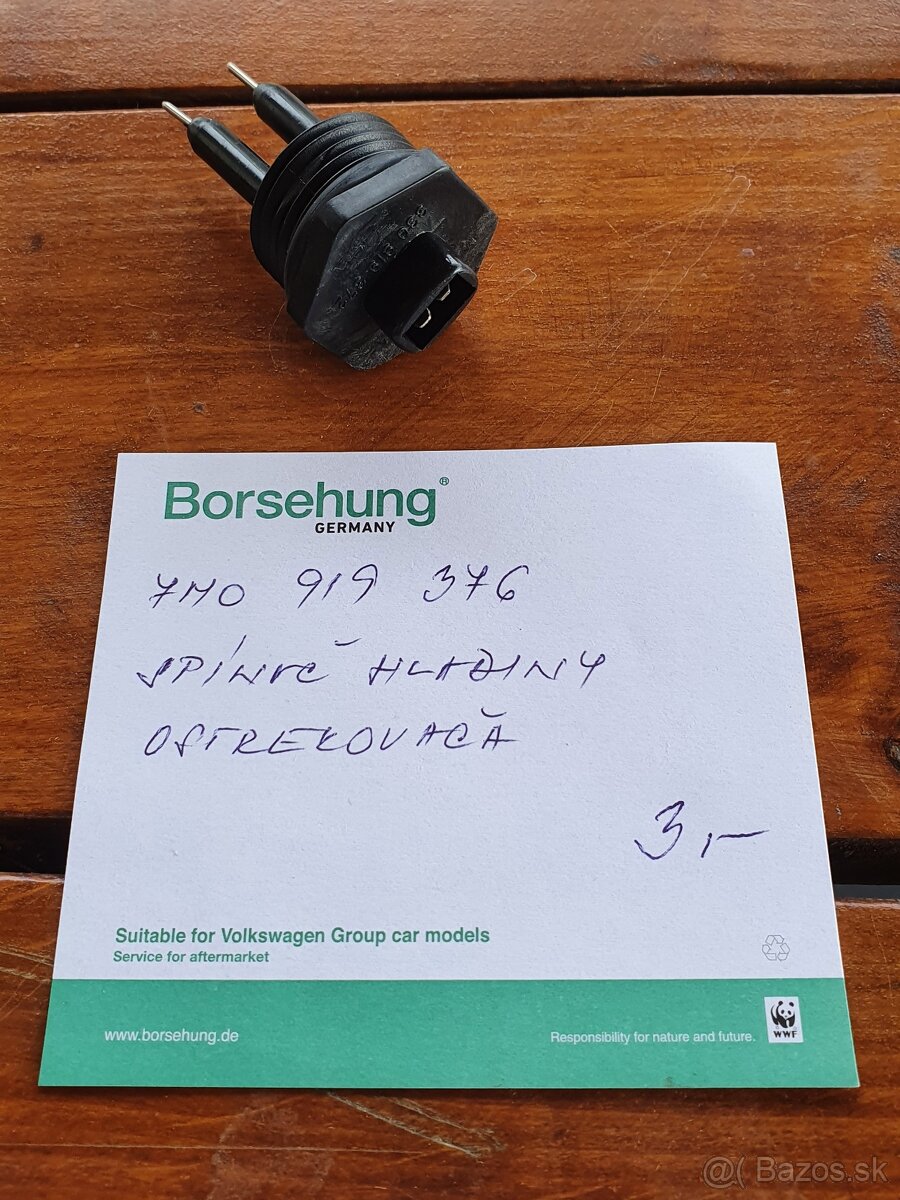 Borsehung®
GERMANY
7M0 919 376
SPÍNAČ HLADINY
OSTREKOVAČA
3,-
Suitable for Volkswagen Group car models
Service for aftermarket
www.borsehung.de
Responsibility for nature and future.
WWF
@( Bazos.sk